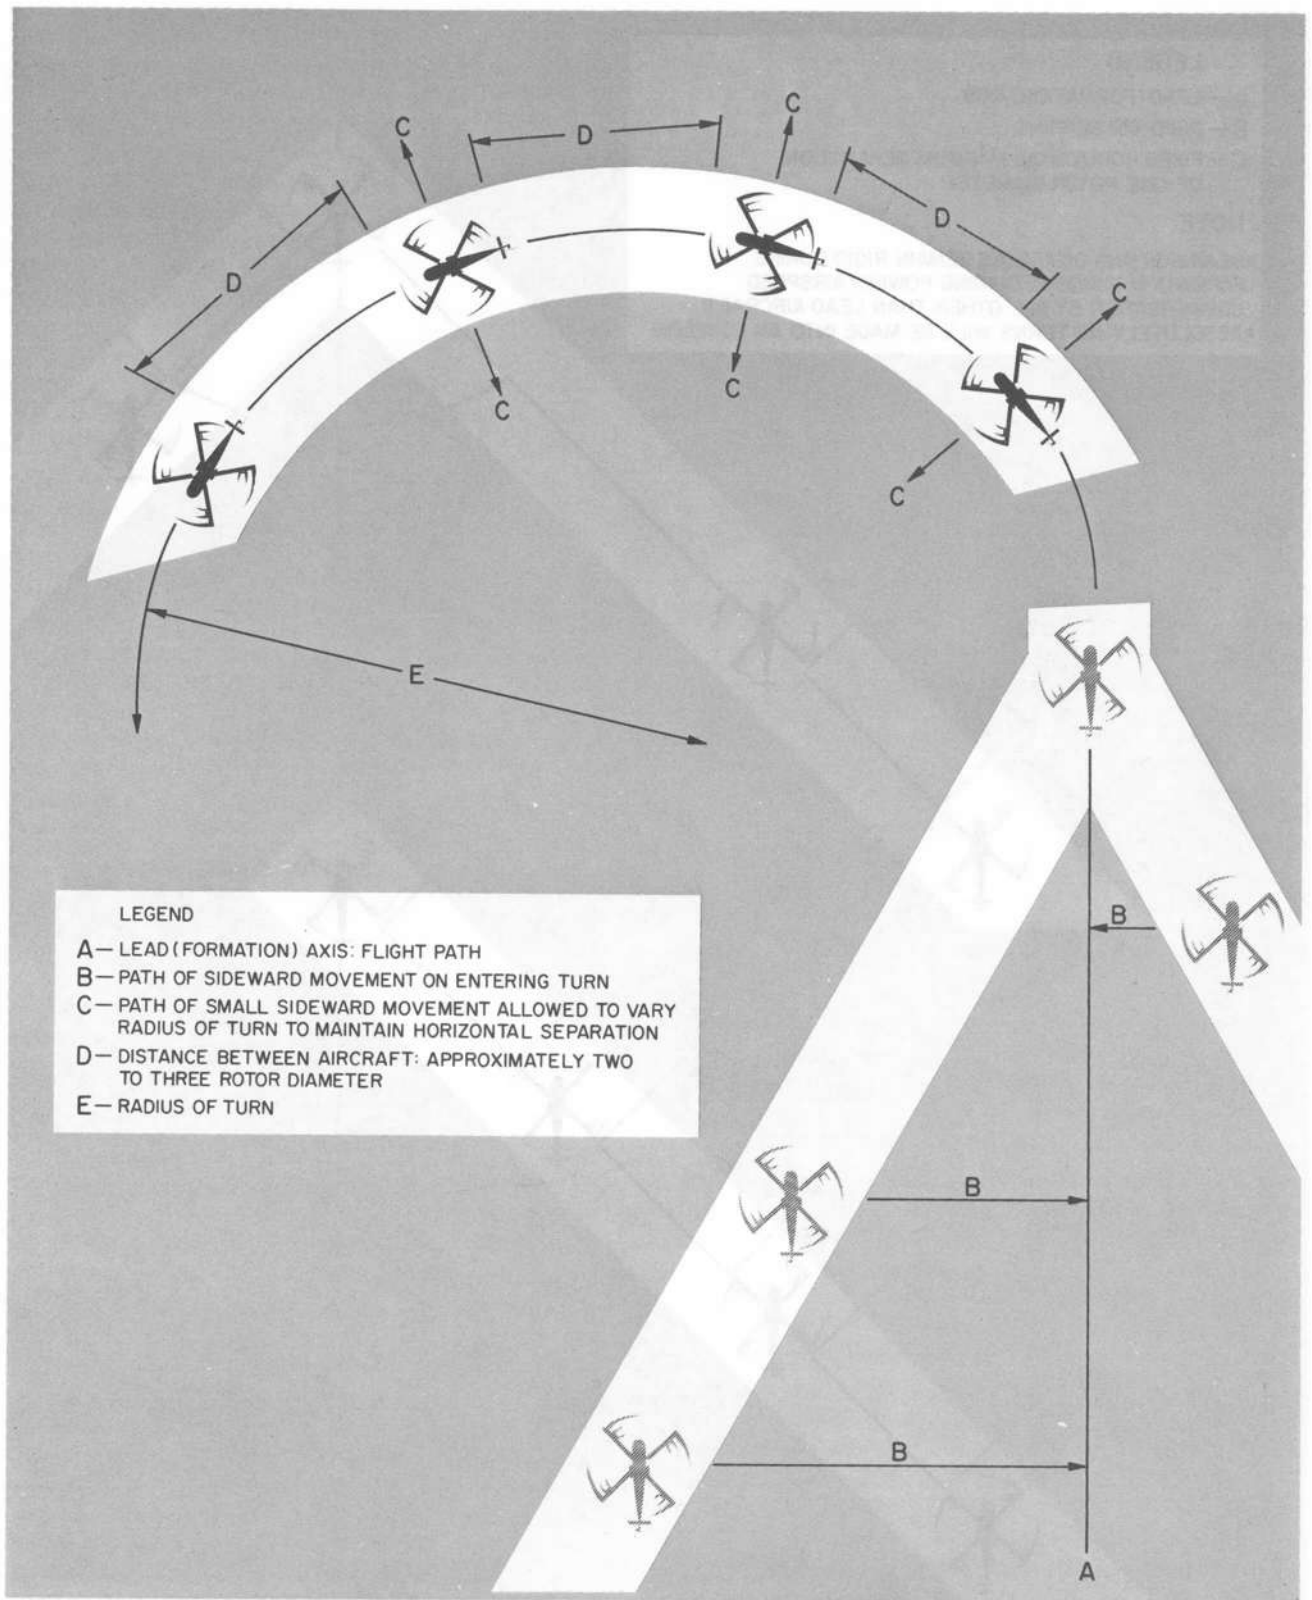 C
D
C
D
D
C
C
C
C
E
B
LEGEND
A— LEAD (FORMATION) AXIS: FLIGHT PATH
B— PATH OF SIDEWARD MOVEMENT ON ENTERING TURN
C— PATH OF SMALL SIDEWARD MOVEMENT ALLOWED TO VARY
RADIUS OF TURN TO MAINTAIN HORIZONTAL SEPARATION
D— DISTANCE BETWEEN AIRCRAFT: APPROXIMATELY TWO
TO THREE ROTOR DIAMETER
E— RADIUS OF TURN
B
B
A